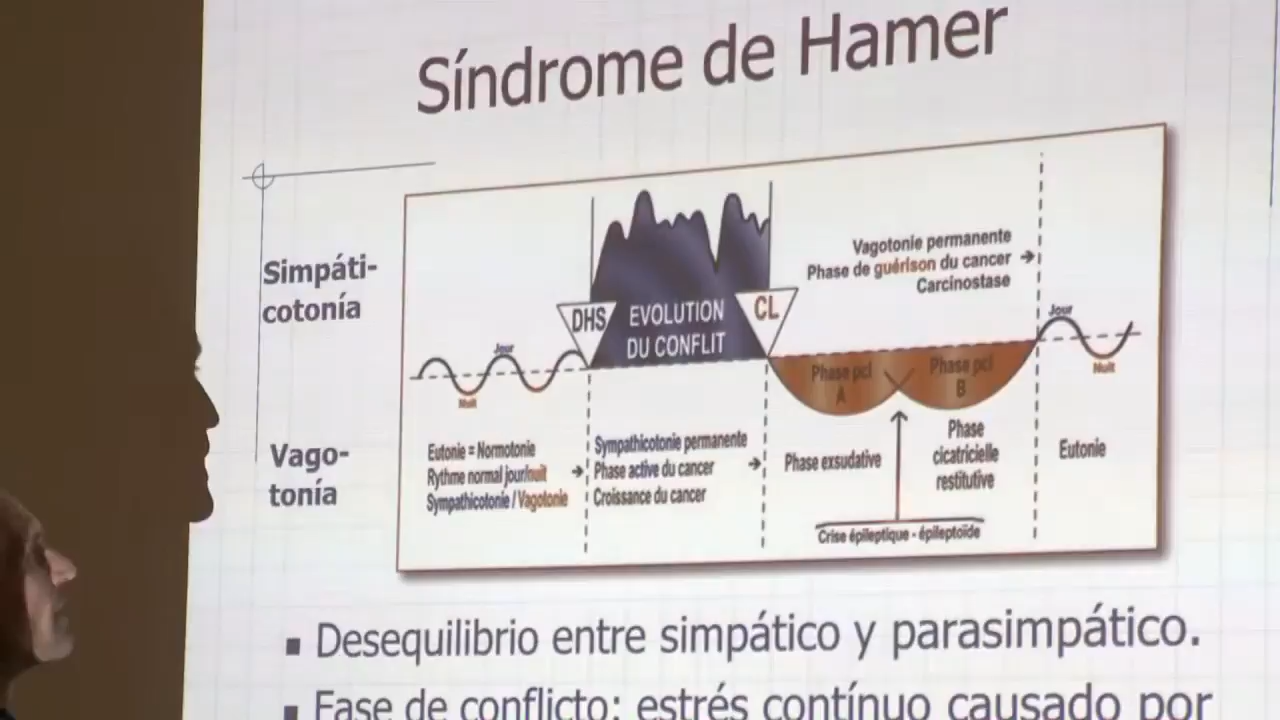 Síndrome de Hamer
Simpáti-
cotonía
Vago-
tonía
DHS
EVOLUTION
DU CONFLIT
CL
Vagotonie permanente
Phase de guérison du cancer
Carcinostase
Jour
Nuit
Jour
Nuit
Phase pcl
A
Phase pcl
B
Eutonie = Normotonie
Rythme normal jour/nuit
Sympathicotonie / Vagotonie
Sympathicotonie permanente
Phase active du cancer
Croissance du cancer
Phase exsudative
Phase
cicatricielle
restitutive
Eutonie
Crise épileptique - épileptoïde
▪ Desequilibrio entre simpático y parasimpático.
▪ Fase de conflicto: estrés contínuo causado por